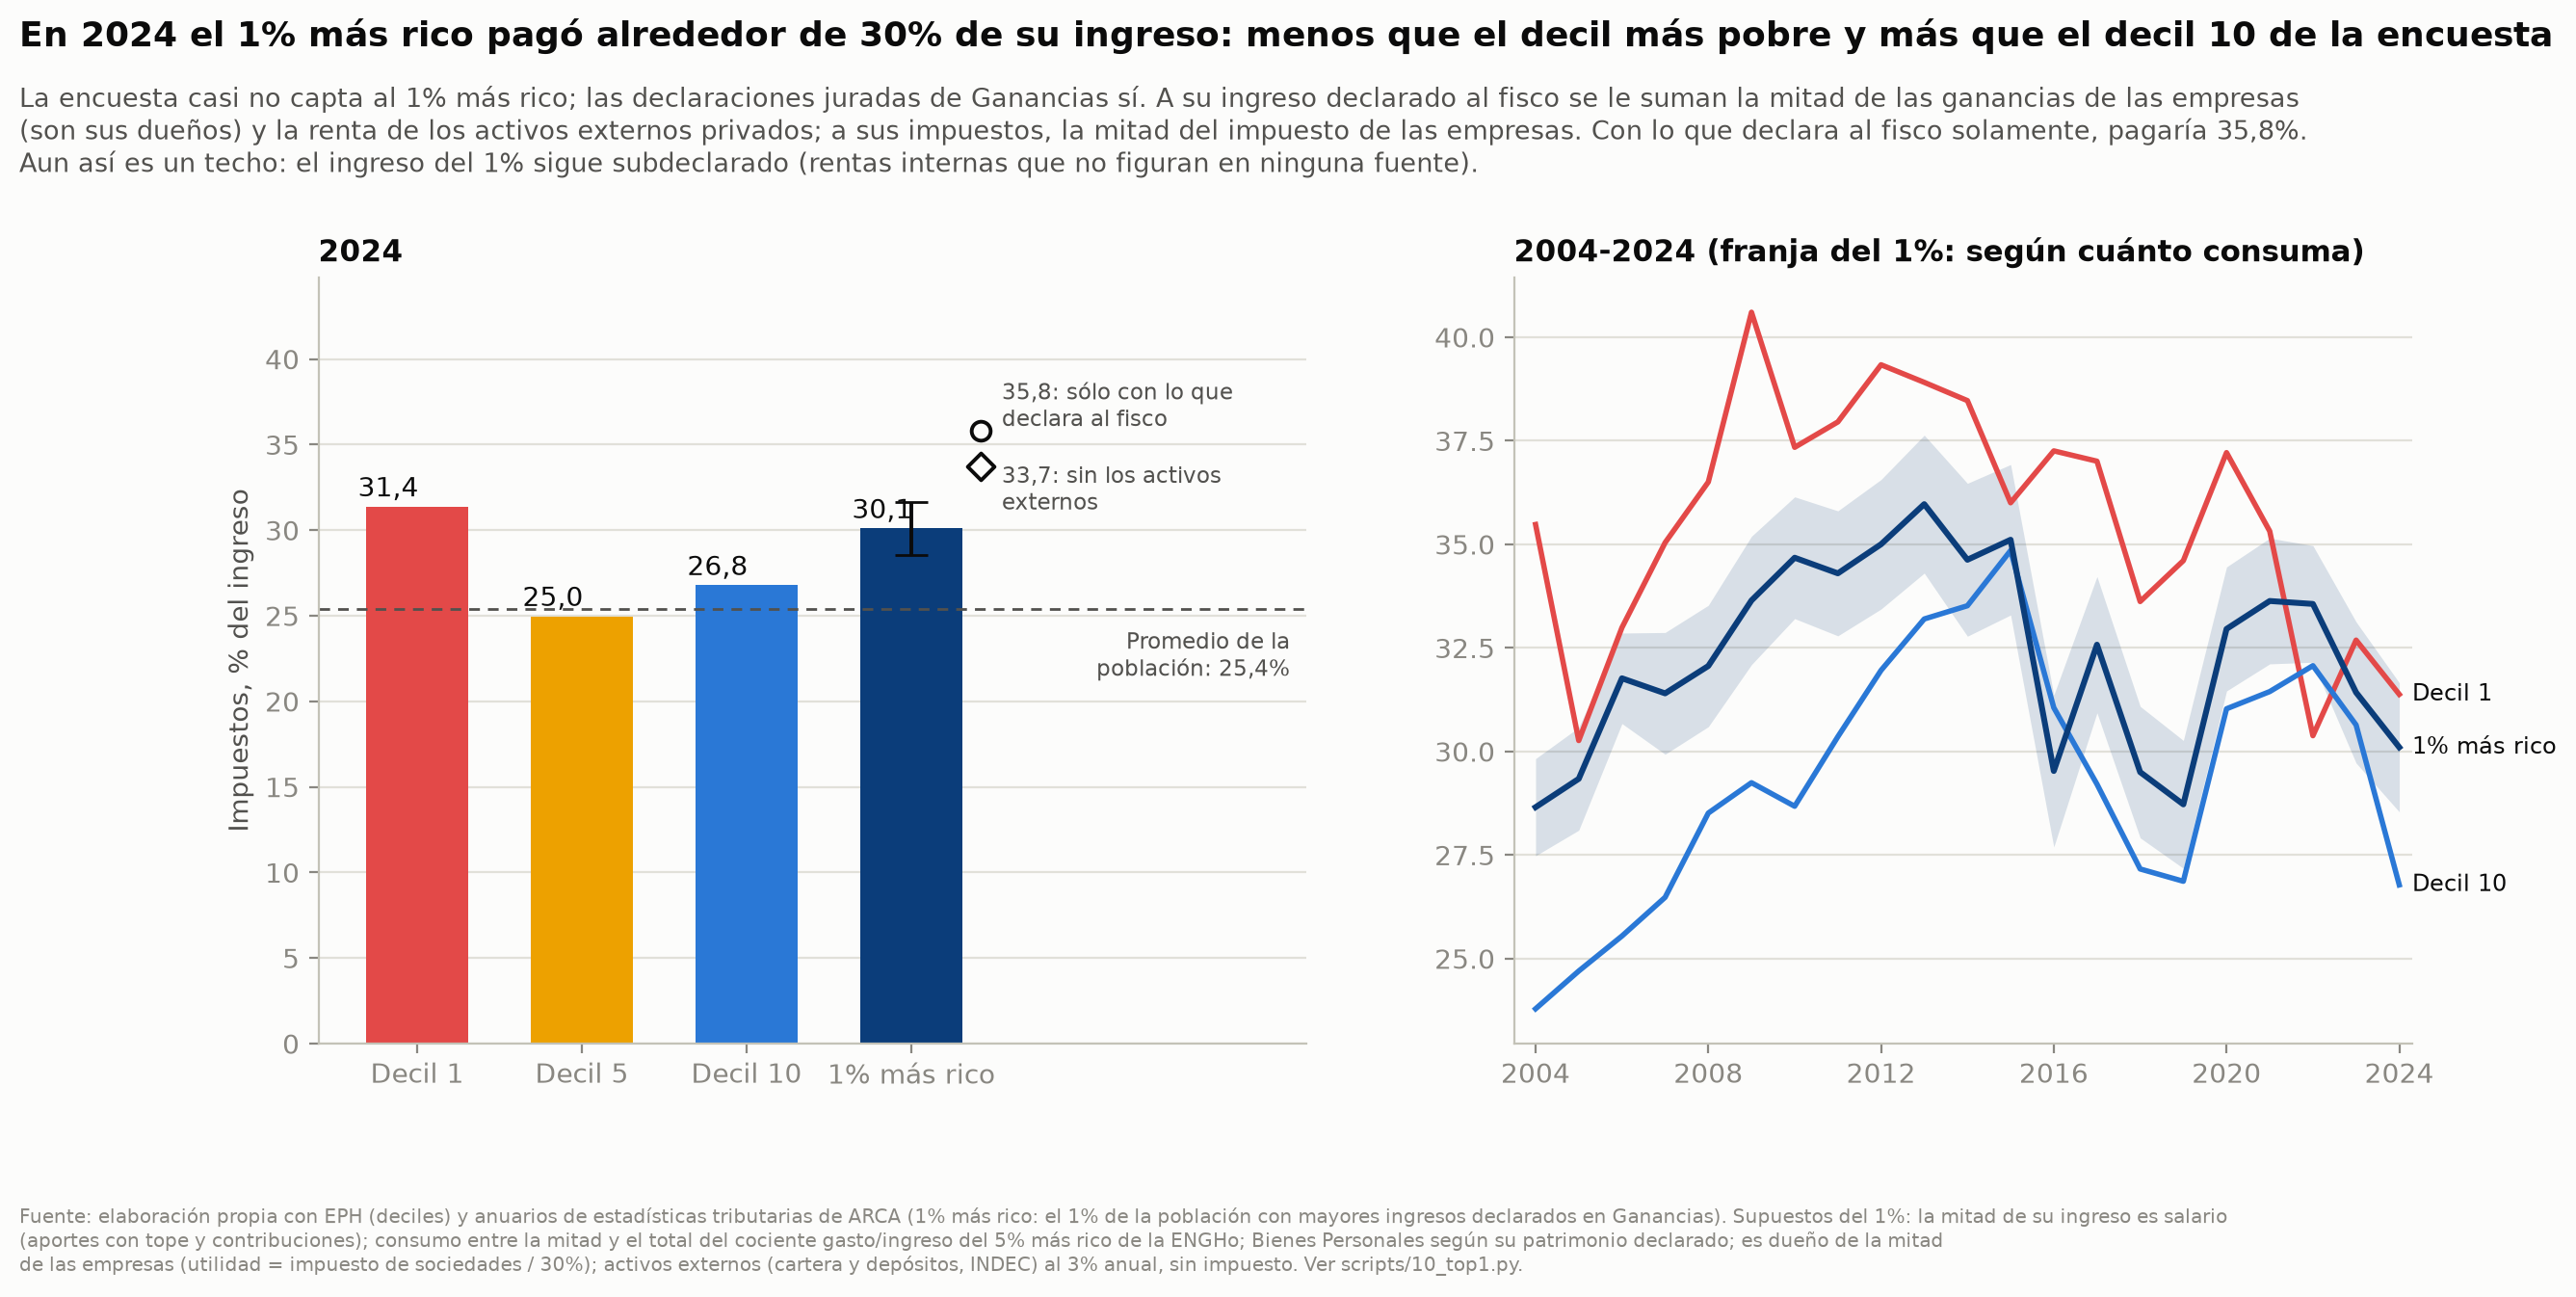 En 2024 el 1% más rico pagó alrededor de 30% de su ingreso: menos que el decil más pobre y más que el decil 10 de la encuesta
La encuesta casi no capta al 1% más rico; las declaraciones juradas de Ganancias sí. A su ingreso declarado al fisco se le suman la mitad de las ganancias de las empresas
(son sus dueños) y la renta de los activos externos privados; a sus impuestos, la mitad del impuesto de las empresas. Con lo que declara al fisco solamente, pagaría 35,8%.
Aun así es un techo: el ingreso del 1% sigue subdeclarado (rentas internas que no figuran en ninguna fuente).
2024
Impuestos, % del ingreso
40
35
30
25
20
15
10
5
0
31,4
25,0
26,8
30,1
35,8: sólo con lo que
declara al fisco
33,7: sin los activos
externos
Promedio de la
población: 25,4%
Decil 1
Decil 5
Decil 10
1% más rico
2004-2024 (franja del 1%: según cuánto consuma)
40.0
37.5
35.0
32.5
30.0
27.5
25.0
Decil 1
1% más rico
Decil 10
2004
2008
2012
2016
2020
2024
Fuente: elaboración propia con EPH (deciles) y anuarios de estadísticas tributarias de ARCA (1% más rico: el 1% de la población con mayores ingresos declarados en Ganancias). Supuestos del 1%: la mitad de su ingreso es salario
(aportes con tope y contribuciones); consumo entre la mitad y el total del cociente gasto/ingreso del 5% más rico de la ENGHo; Bienes Personales según su patrimonio declarado; es dueño de la mitad
de las empresas (utilidad = impuesto de sociedades / 30%); activos externos (cartera y depósitos, INDEC) al 3% anual, sin impuesto. Ver scripts/10_top1.py.